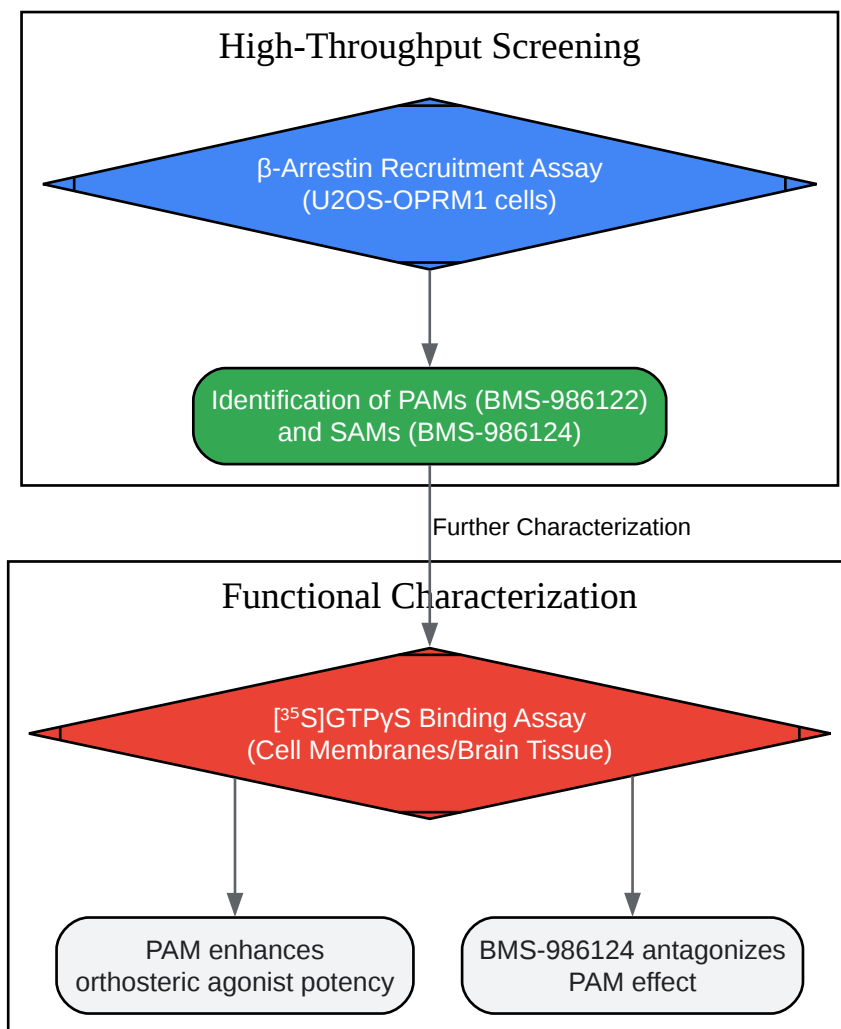 High-Throughput Screening
β-Arrestin Recruitment Assay
(U2OS-OPRM1 cells)
Identification of PAMs (BMS-986122)
and SAMs (BMS-986124)
Further Characterization
Functional Characterization
[³⁵S]GTPγS Binding Assay
(Cell Membranes/Brain Tissue)
PAM enhances
orthosteric agonist potency
BMS-986124 antagonizes
PAM effect